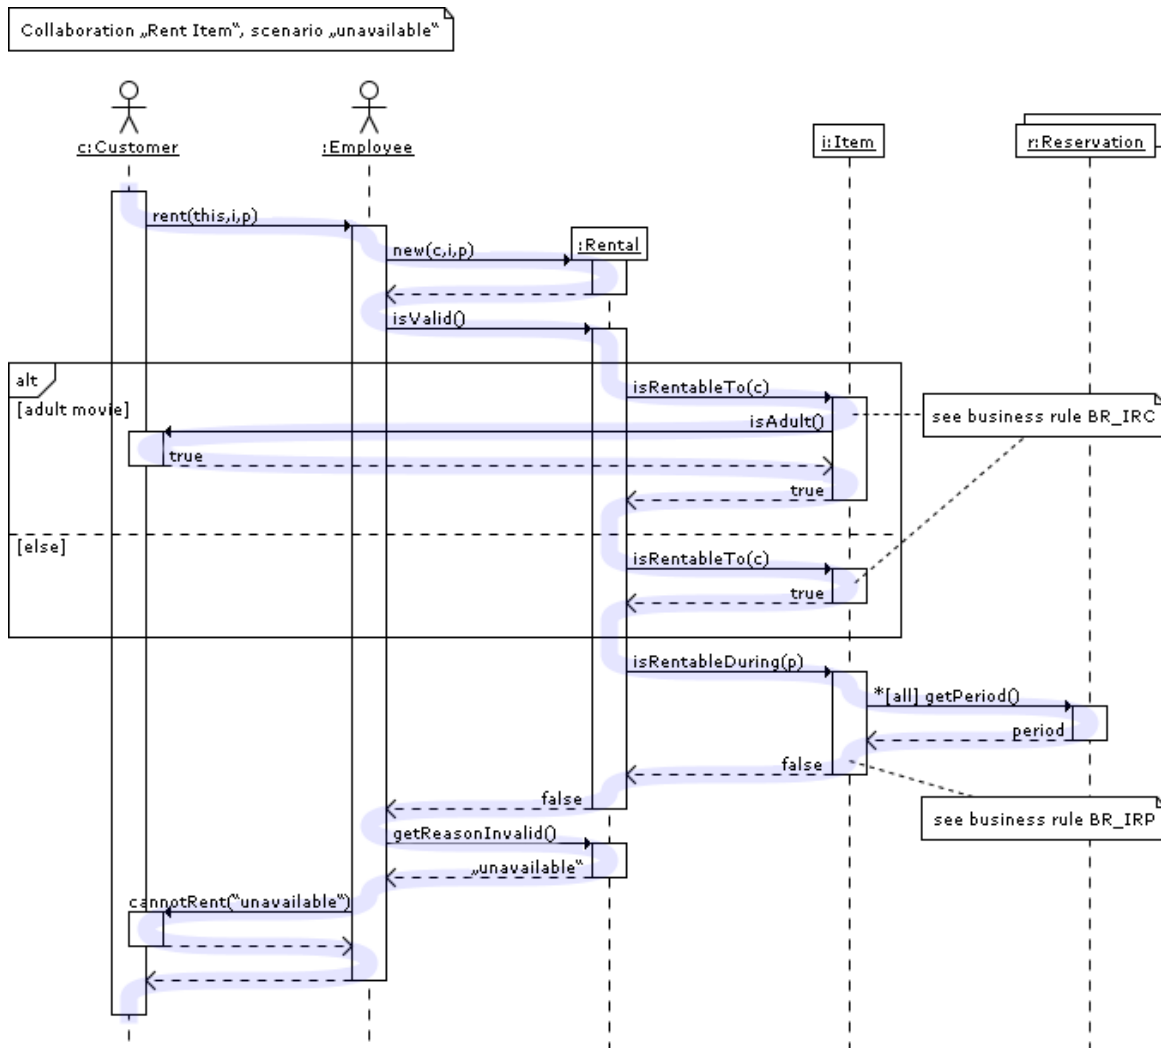 Collaboration „Rent Item“, scenario „unavailable“
c:Customer
:Employee
i:Item
r:Reservation
rent(this,i,p)
:Rental
new(c,i,p)
isValid()
alt
[adult movie]
isRentableTo(c)
see business rule BR_IRC
isAdult()
true
true
[else]
isRentableTo(c)
true
isRentableDuring(p)
*[all] getPeriod()
period
false
false
see business rule BR_IRP
getReasonInvalid()
„unavailable“
cannotRent(“unavailable“)